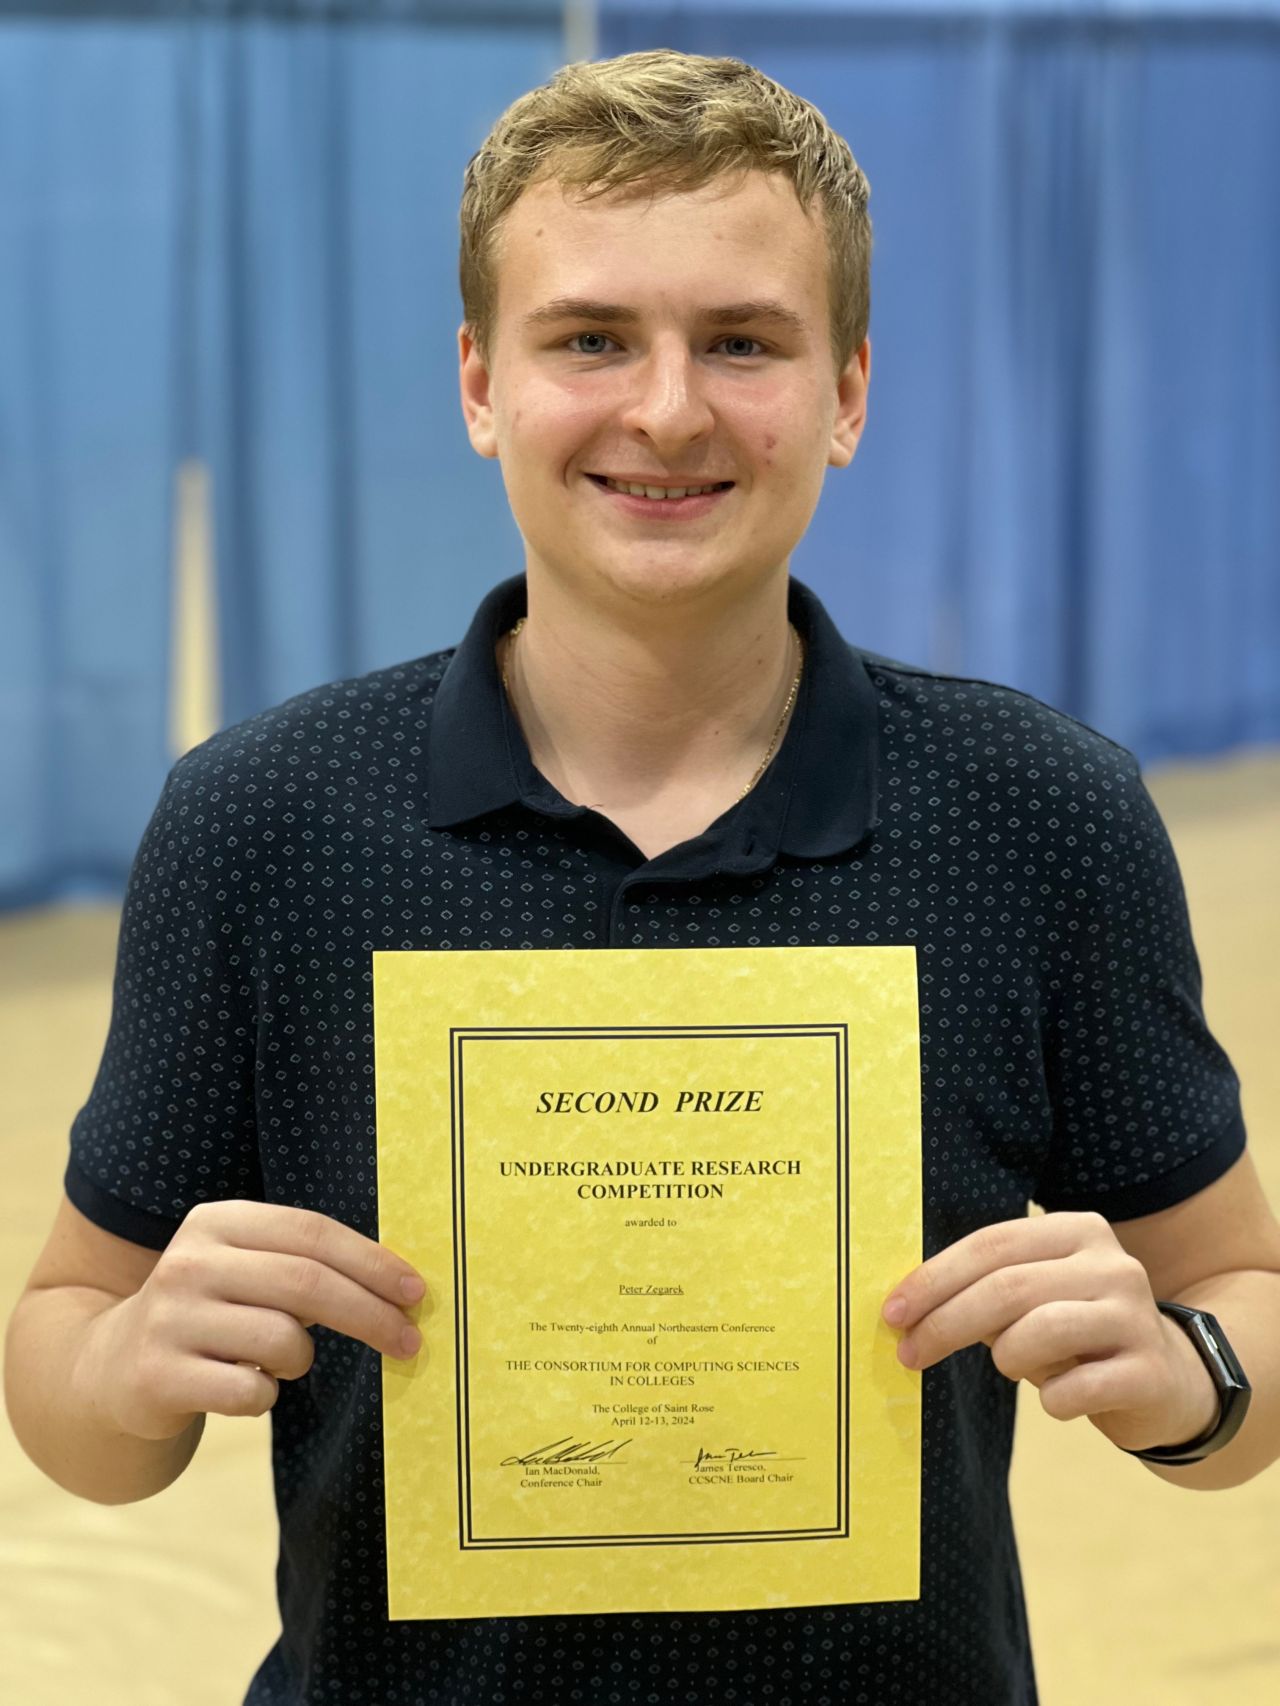 SECOND PRIZE
UNDERGRADUATE RESEARCH
COMPETITION
awarded to
Peter Zegarek
The Twenty-eighth Annual Northeastern Conference
of
THE CONSORTIUM FOR COMPUTING SCIENCES
IN COLLEGES
The College of Saint Rose
April 12-13, 2024
Ian MacDonald,
Conference Chair
James Teresco,
CCSCNE Board Chair